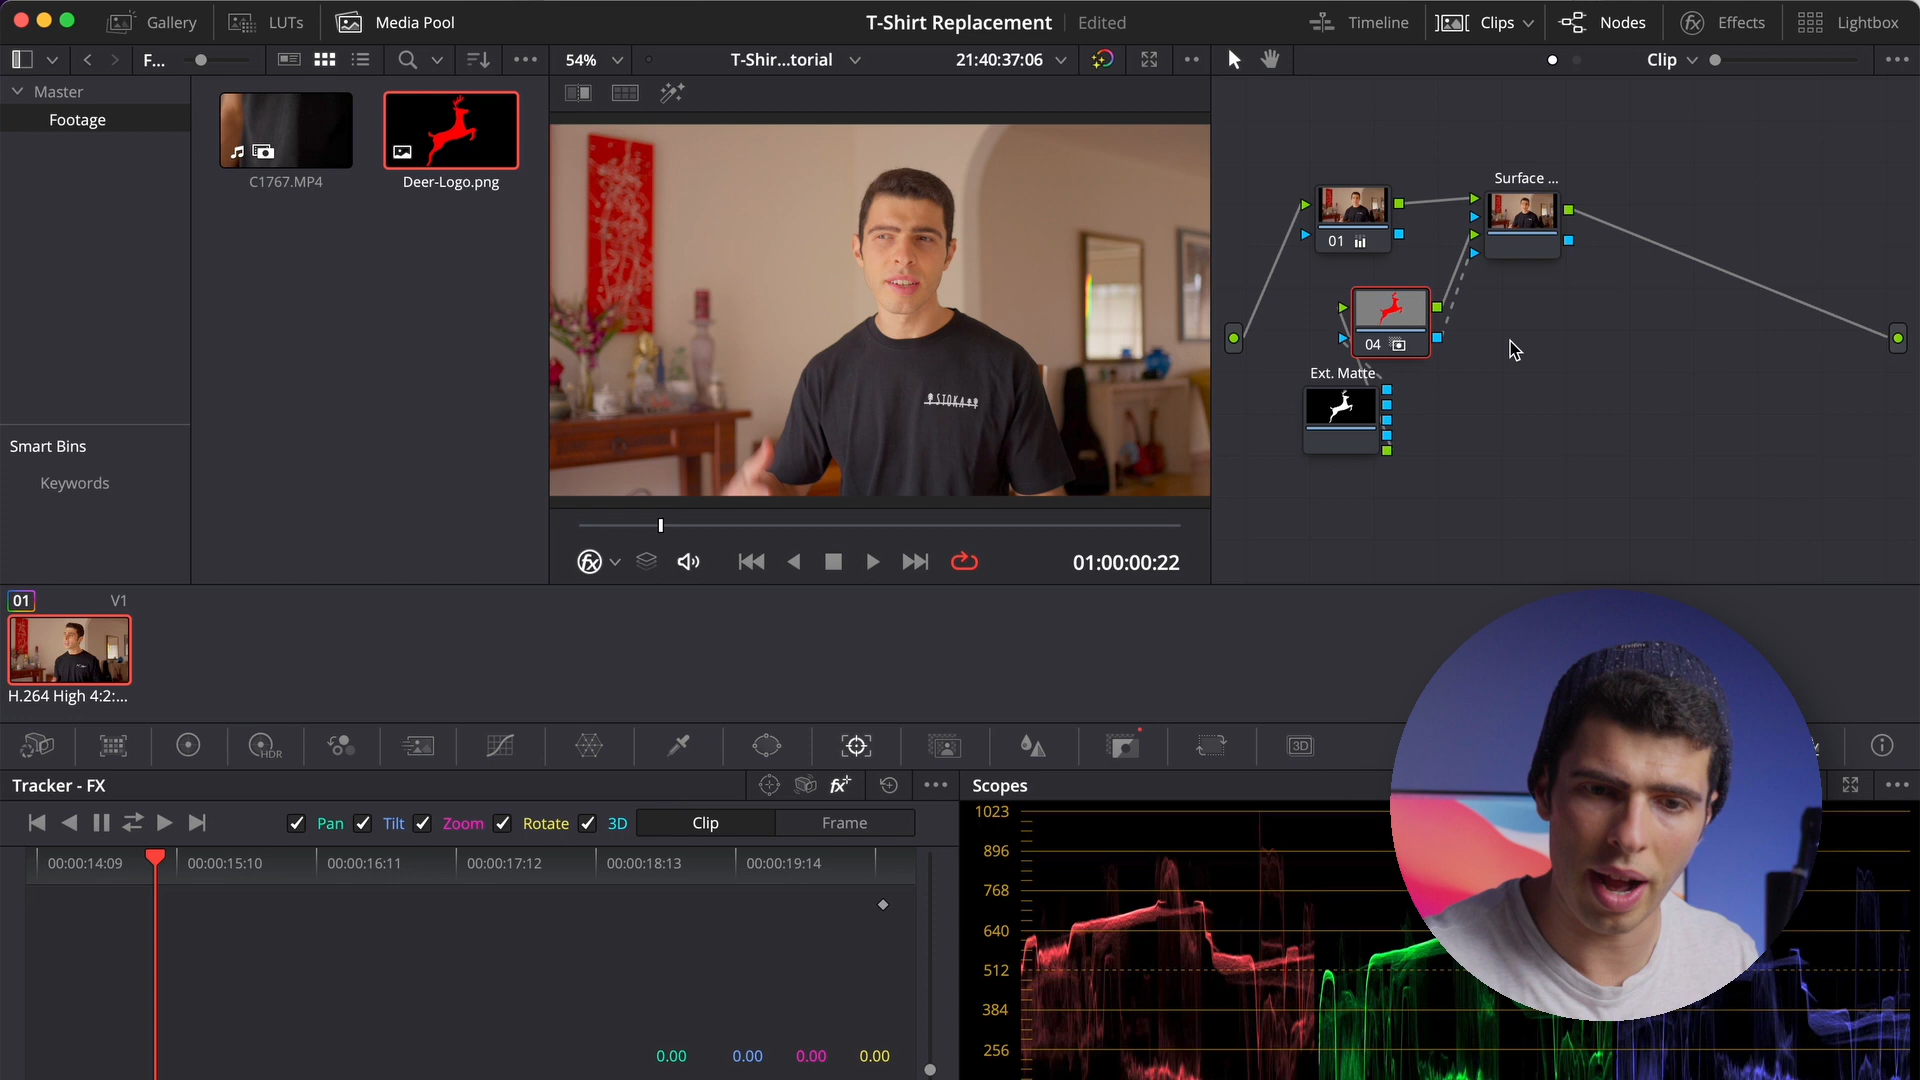 Gallery
LUTs
Media Pool
T-Shirt Replacement
Edited
Timeline
Clips
Nodes
Effects
Lightbox
F...
54%
T-Shir...torial
21:40:37:06
Clip
Master
Footage
C1767.MP4
Deer-Logo.png
STOKA
Surface ...
01
04
Ext. Matte
Smart Bins
Keywords
01:00:00:22
01
V1
H.264 High 4:2:...
HDR
3D
Tracker - FX
fx
Scopes
Pan
Tilt
Zoom
Rotate
3D
Clip
Frame
00:00:14:09
00:00:15:10
00:00:16:11
00:00:17:12
00:00:18:13
00:00:19:14
0.00
0.00
0.00
0.00
1023
896
768
640
512
384
256